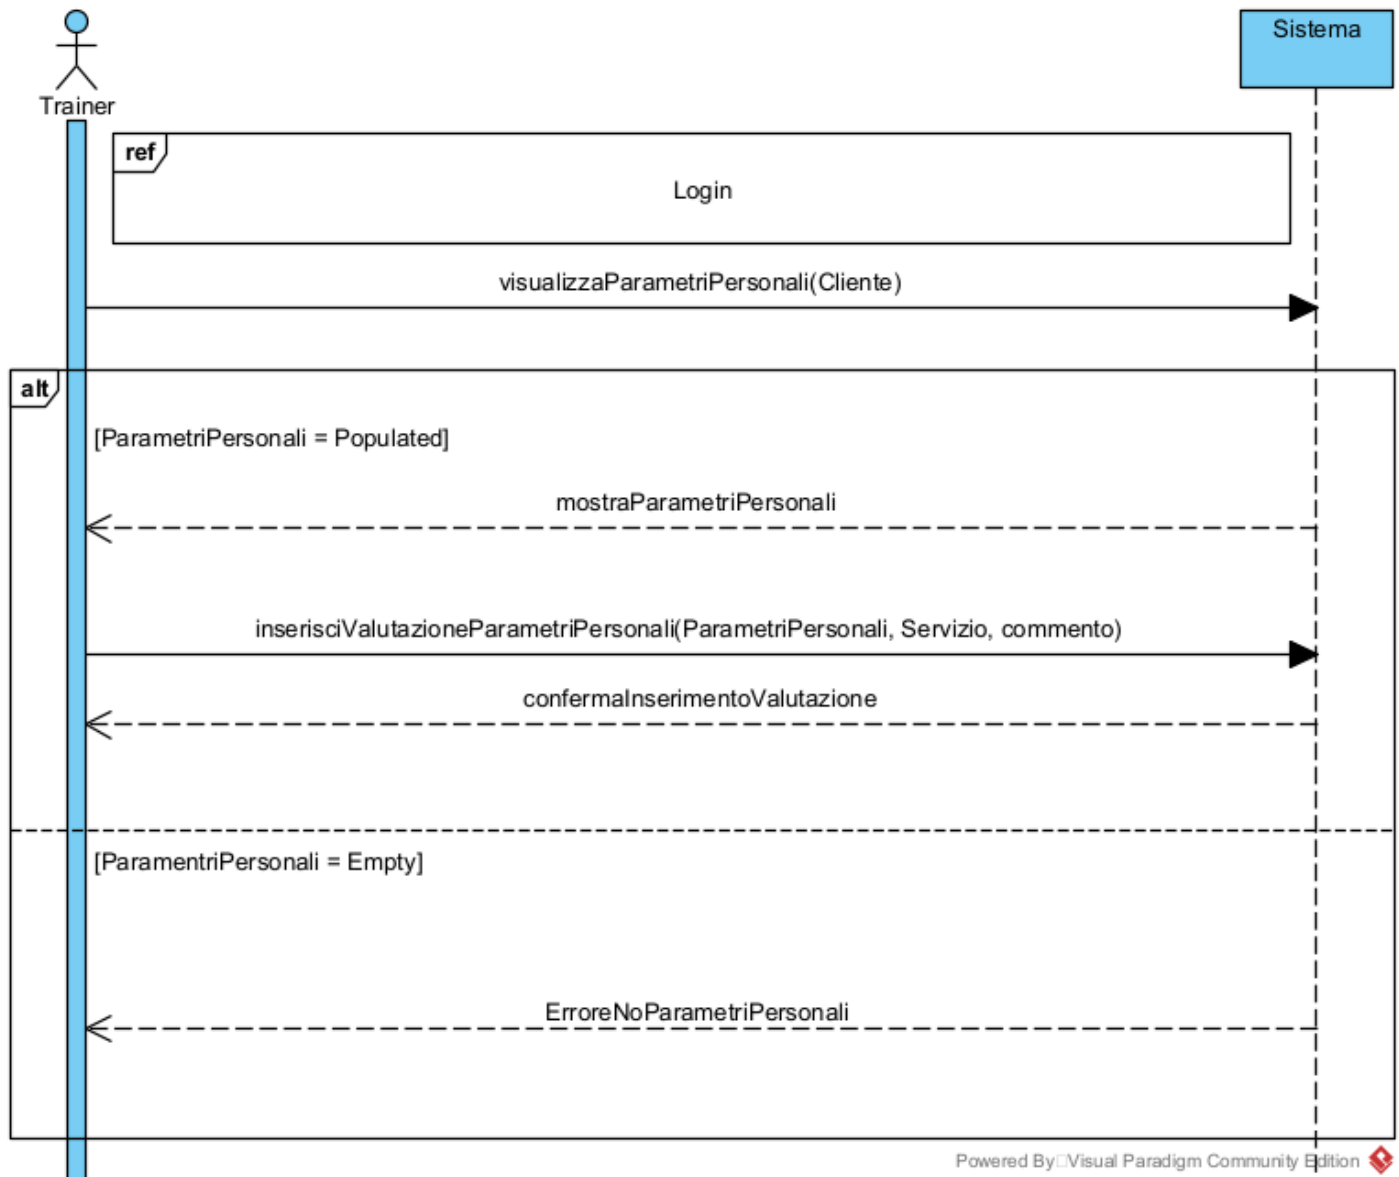 Sistema
Trainer
ref
Login
visualizzaParametriPersonali(Cliente)
alt
[ParametriPersonali = Populated]
mostraParametriPersonali
inserisciValutazioneParametriPersonali(ParametriPersonali, Servizio, commento)
confermaInserimentoValutazione
[ParamentriPersonali = Empty]
ErroreNoParametriPersonali
Powered By Visual Paradigm Community Edition